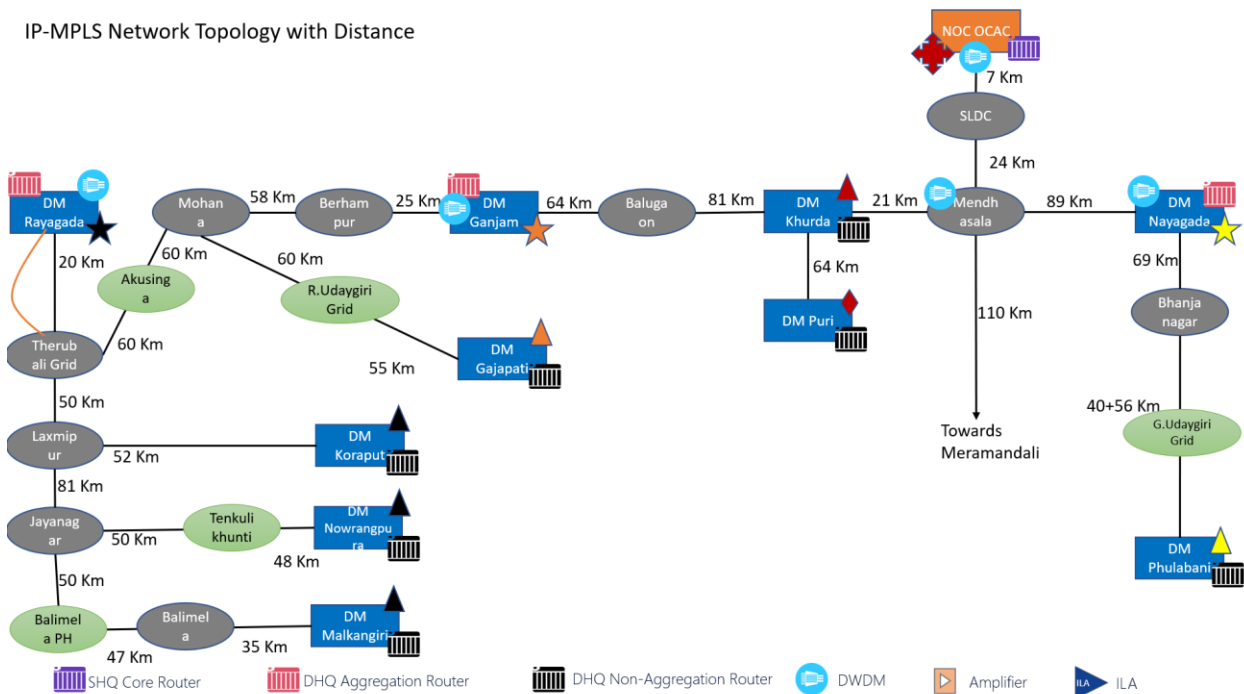 IP-MPLS Network Topology with Distance
NOC OCAC
7 Km
SLDC
24 Km
DM
Rayagada
Mohan
a
58 Km
Berham
pur
25 Km
DM
Ganjam
64 Km
Baluga
on
81 Km
DM
Khurda
21 Km
Mendh
asala
89 Km
DM
Nayagada
20 Km
Akusing
a
60 Km
60 Km
R.Udaygiri
Grid
64 Km
69 Km
Bhanja
nagar
DM Puri
110 Km
Therub
ali Grid
60 Km
55 Km
DM
Gajapati
50 Km
40+56 Km
G.Udaygiri
Grid
Towards
Meramandali
Laxmip
ur
52 Km
DM
Koraput
81 Km
Jayanag
ar
50 Km
Tenkuli
khunti
48 Km
DM
Nowrangpu
ra
50 Km
DM
Phulabani
Balimel
a PH
47 Km
Balimel
a
35 Km
DM
Malkangiri
SHQ Core Router
DHQ Aggregation Router
DHQ Non-Aggregation Router
DWDM
Amplifier
ILA
ILA